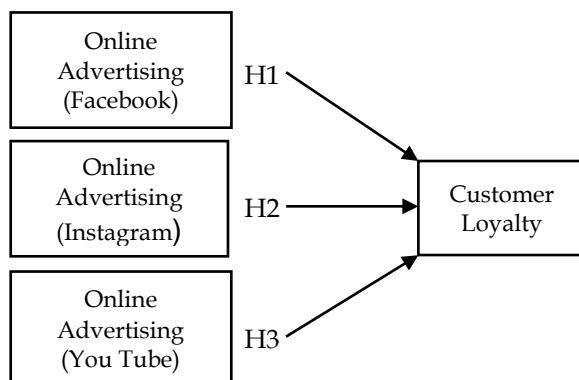 Online
Advertising
(Facebook)
H1
Online
Advertising
(Instagram)
H2
Online
Advertising
(You Tube)
H3
Customer
Loyalty